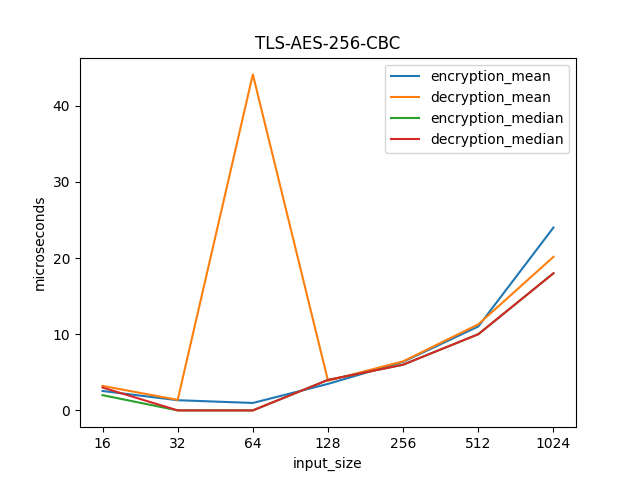 TLS-AES-256-CBC
encryption_mean
decryption_mean
encryption_median
decryption_median
microseconds
40
30
20
10
0
16 32 64 128 256 512 1024
input_size